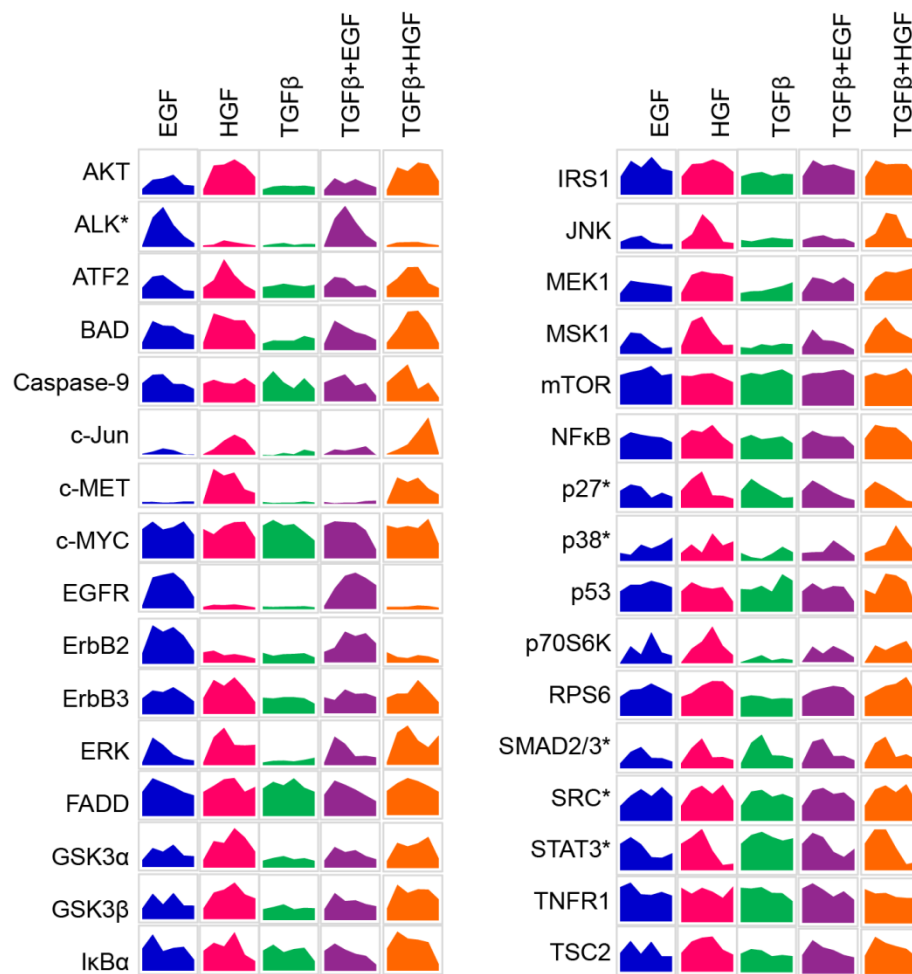 EGF
HGF
TGFβ
TGFβ+EGF
TGFβ+HGF
AKT
ALK*
ATF2
BAD
Caspase-9
c-Jun
c-MET
c-MYC
EGFR
ErbB2
ErbB3
ERK
FADD
GSK3α
GSK3β
IκBα
EGF
HGF
TGFβ
TGFβ+EGF
TGFβ+HGF
IRS1
JNK
MEK1
MSK1
mTOR
NFκB
p27*
p38*
p53
p70S6K
RPS6
SMAD2/3*
SRC*
STAT3*
TNFR1
TSC2